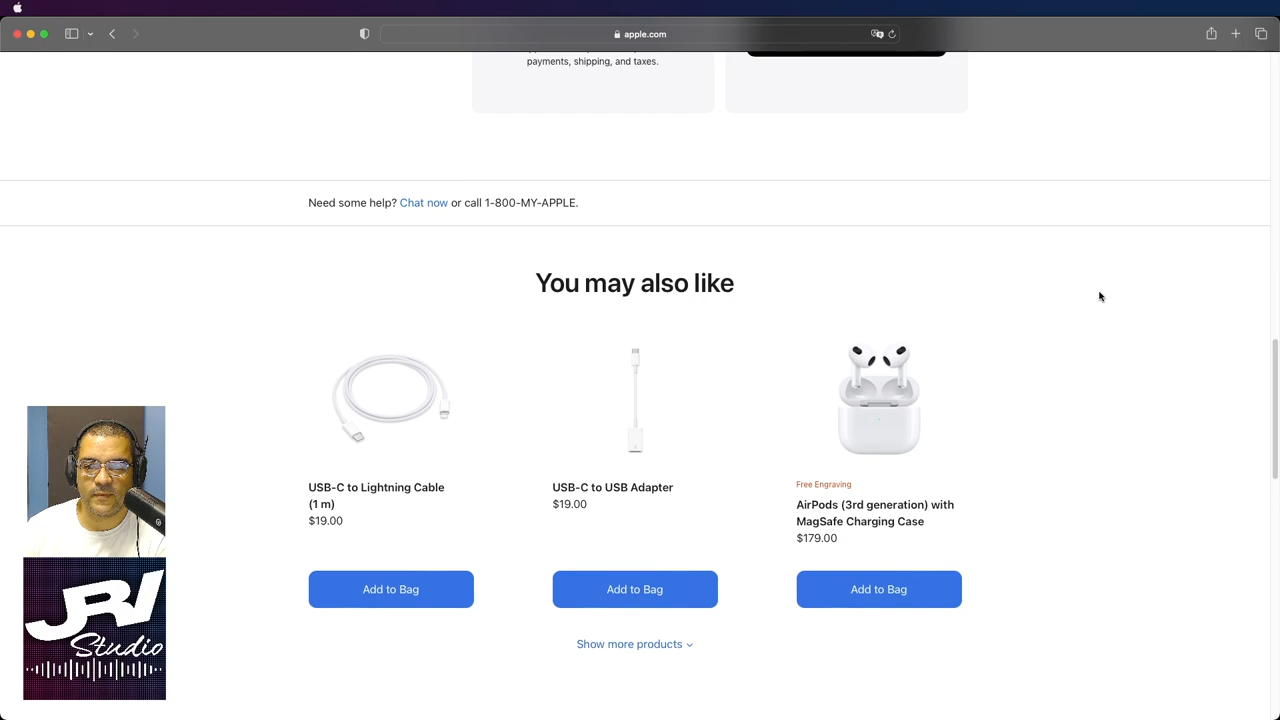 apple.com
payments, shipping, and taxes.
Need some help? Chat now or call 1-800-MY-APPLE.
You may also like
USB-C to Lightning Cable
(1 m)
$19.00
Add to Bag
USB-C to USB Adapter
$19.00
Add to Bag
Free Engraving
AirPods (3rd generation) with
MagSafe Charging Case
$179.00
Add to Bag
Show more products
JRV
Studio